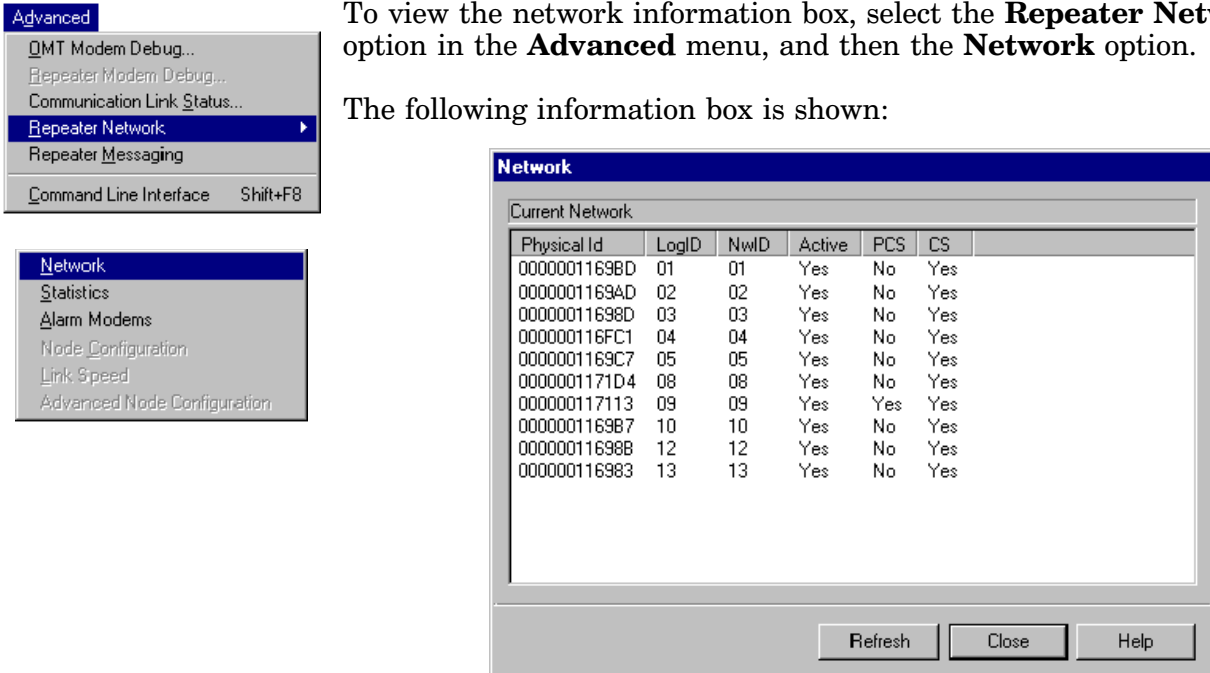 Advanced
OMT Modem Debug...
Repeater Modem Debug...
Communication Link Status...
Repeater Network
Repeater Messaging
Command Line Interface Shift+F8
Network
Statistics
Alarm Modems
Node Configuration
Link Speed
Advanced Node Configuration
To view the network information box, select the Repeater Netw
option in the Advanced menu, and then the Network option.
The following information box is shown:
Network
Current Network
Physical Id LogID NwID Active PCS CS
0000001169BD 01 01 Yes No Yes
0000001169AD 02 02 Yes No Yes
00000011698D 03 03 Yes No Yes
000000116FC1 04 04 Yes No Yes
0000001169C7 05 05 Yes No Yes
0000001171D4 08 08 Yes No Yes
000000117113 09 09 Yes Yes Yes
0000001169B7 10 10 Yes No Yes
00000011698B 12 12 Yes No Yes
000000116983 13 13 Yes No Yes
Refresh Close Help